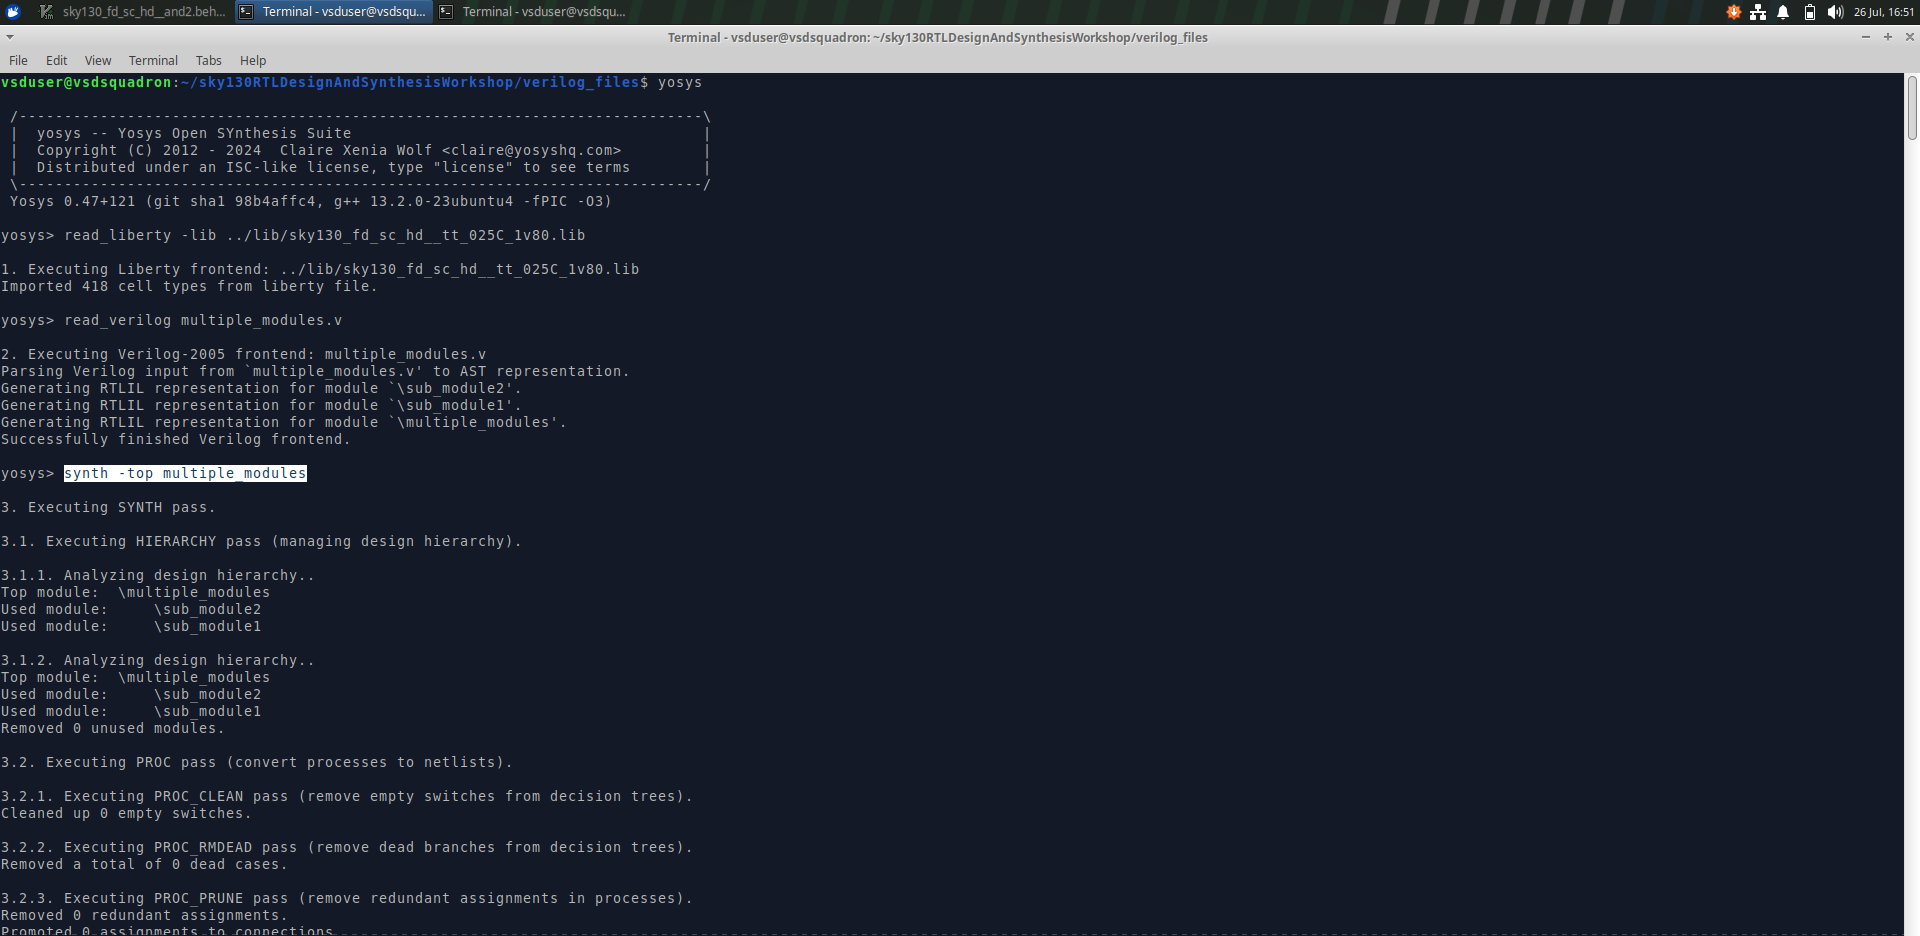 sky130_fd_sc_hd__and2.beh...
Terminal - vsduser@vsdsqu...
Terminal - vsduser@vsdsqu...
26 Jul, 16:51
Terminal - vsduser@vsdsquadron: ~/sky130RTLDesignAndSynthesisWorkshop/verilog_files
File Edit View Terminal Tabs Help
vsduser@vsdsquadron:~/sky130RTLDesignAndSynthesisWorkshop/verilog_files$ yosys
/----------------------------------------------------------------------------\
| yosys -- Yosys Open SYnthesis Suite |
| Copyright (C) 2012 - 2024 Claire Xenia Wolf <claire@yosyshq.com> |
| Distributed under an ISC-like license, type "license" to see terms |
\----------------------------------------------------------------------------/
Yosys 0.47+121 (git sha1 98b4affc4, g++ 13.2.0-23ubuntu4 -fPIC -O3)
yosys> read_liberty -lib ../lib/sky130_fd_sc_hd__tt_025C_1v80.lib
1. Executing Liberty frontend: ../lib/sky130_fd_sc_hd__tt_025C_1v80.lib
Imported 418 cell types from liberty file.
yosys> read_verilog multiple_modules.v
2. Executing Verilog-2005 frontend: multiple_modules.v
Parsing Verilog input from `multiple_modules.v' to AST representation.
Generating RTLIL representation for module `\sub_module2'.
Generating RTLIL representation for module `\sub_module1'.
Generating RTLIL representation for module `\multiple_modules'.
Successfully finished Verilog frontend.
yosys> synth -top multiple_modules
3. Executing SYNTH pass.
3.1. Executing HIERARCHY pass (managing design hierarchy).
3.1.1. Analyzing design hierarchy..
Top module:  \multiple_modules
Used module:     \sub_module2
Used module:     \sub_module1
3.1.2. Analyzing design hierarchy..
Top module:  \multiple_modules
Used module:     \sub_module2
Used module:     \sub_module1
Removed 0 unused modules.
3.2. Executing PROC pass (convert processes to netlists).
3.2.1. Executing PROC_CLEAN pass (remove empty switches from decision trees).
Cleaned up 0 empty switches.
3.2.2. Executing PROC_RMDEAD pass (remove dead branches from decision trees).
Removed a total of 0 dead cases.
3.2.3. Executing PROC_PRUNE pass (remove redundant assignments in processes).
Removed 0 redundant assignments.
Promoted 0 assignments to connections.